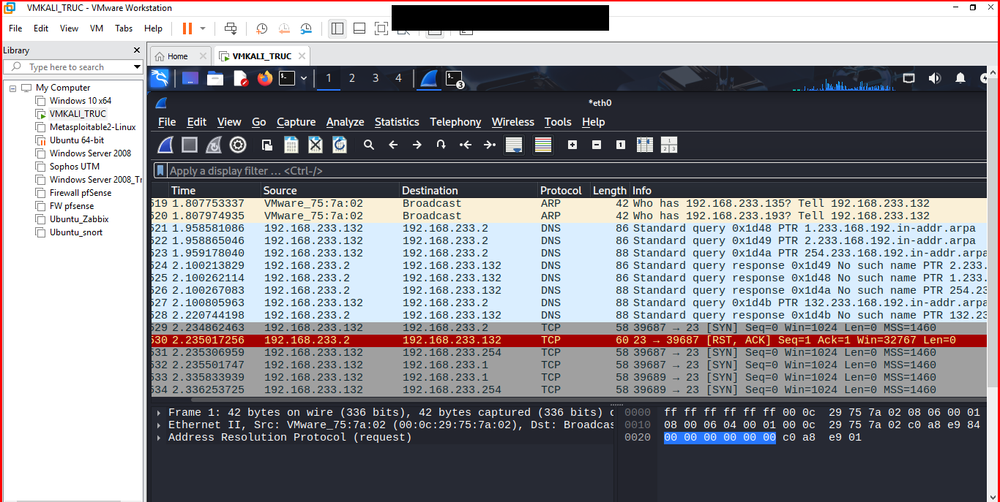 VMKALI_TRUC - VMware Workstation
File Edit View VM Tabs Help
Library
Type here to search
My Computer
Windows 10 x64
VMKALI_TRUC
Metasploitable2-Linux
Ubuntu 64-bit
Windows Server 2008
Sophos UTM
Windows Server 2008_Tr
Firewall pfSense
FW pfsense
Ubuntu_Zabbix
Ubuntu_snort
Home VMKALI_TRUC
1 2 3 4 3
*eth0
File Edit View Go Capture Analyze Statistics Telephony Wireless Tools Help
Apply a display filter ... <Ctrl-/>
Time Source Destination Protocol Length Info
519 1.807753337 VMware_75:7a:02 Broadcast ARP 42 Who has 192.168.233.135? Tell 192.168.233.132
520 1.807974935 VMware_75:7a:02 Broadcast ARP 42 Who has 192.168.233.193? Tell 192.168.233.132
521 1.958581086 192.168.233.132 192.168.233.2 DNS 86 Standard query 0x1d48 PTR 1.233.168.192.in-addr.arpa
522 1.958865046 192.168.233.132 192.168.233.2 DNS 86 Standard query 0x1d49 PTR 2.233.168.192.in-addr.arpa
523 1.959178040 192.168.233.132 192.168.233.2 DNS 88 Standard query 0x1d4a PTR 254.233.168.192.in-addr.arpa
524 2.100213829 192.168.233.2 192.168.233.132 DNS 86 Standard query response 0x1d49 No such name PTR 2.233.
525 2.100262114 192.168.233.2 192.168.233.132 DNS 86 Standard query response 0x1d48 No such name PTR 1.233.
526 2.100267083 192.168.233.2 192.168.233.132 DNS 88 Standard query response 0x1d4a No such name PTR 254.23
527 2.100805963 192.168.233.132 192.168.233.2 DNS 88 Standard query 0x1d4b PTR 132.233.168.192.in-addr.arpa
528 2.220744198 192.168.233.2 192.168.233.132 DNS 88 Standard query response 0x1d4b No such name PTR 132.23
529 2.234862463 192.168.233.132 192.168.233.2 TCP 58 39687 → 23 [SYN] Seq=0 Win=1024 Len=0 MSS=1460
530 2.235017256 192.168.233.2 192.168.233.132 TCP 60 23 → 39687 [RST, ACK] Seq=1 Ack=1 Win=32767 Len=0
531 2.235306959 192.168.233.132 192.168.233.254 TCP 58 39687 → 23 [SYN] Seq=0 Win=1024 Len=0 MSS=1460
532 2.235501747 192.168.233.132 192.168.233.1 TCP 58 39687 → 23 [SYN] Seq=0 Win=1024 Len=0 MSS=1460
533 2.335833939 192.168.233.132 192.168.233.1 TCP 58 39689 → 23 [SYN] Seq=0 Win=1024 Len=0 MSS=1460
534 2.336253725 192.168.233.132 192.168.233.254 TCP 58 39689 → 23 [SYN] Seq=0 Win=1024 Len=0 MSS=1460
Frame 1: 42 bytes on wire (336 bits), 42 bytes captured (336 bits) o
Ethernet II, Src: VMware_75:7a:02 (00:0c:29:75:7a:02), Dst: Broadcas
Address Resolution Protocol (request)
0000 ff ff ff ff ff ff 00 0c 29 75 7a 02 08 06 00 01
0010 08 00 06 04 00 01 00 0c 29 75 7a 02 c0 a8 e9 84
0020 00 00 00 00 00 00 c0 a8 e9 01